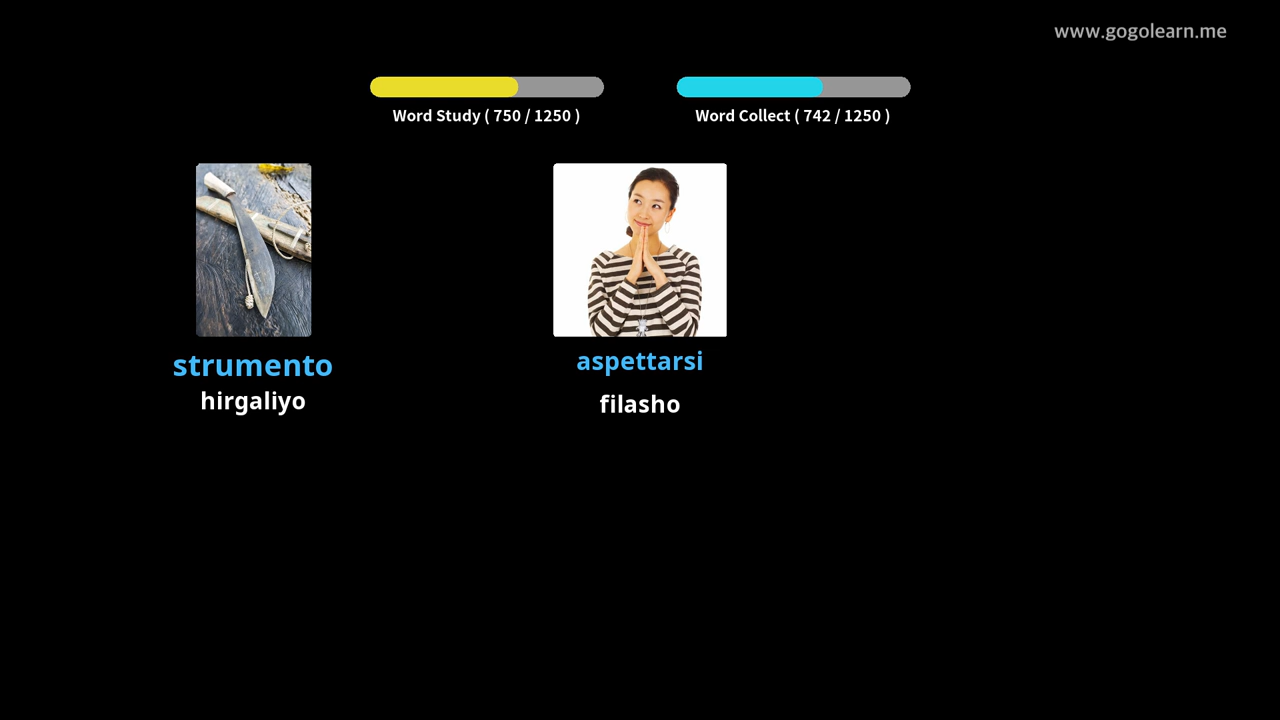 www.gogolearn.me
Word Study ( 750 / 1250 )
Word Collect ( 742 / 1250 )
strumento
hirgaliyo
aspettarsi
filasho